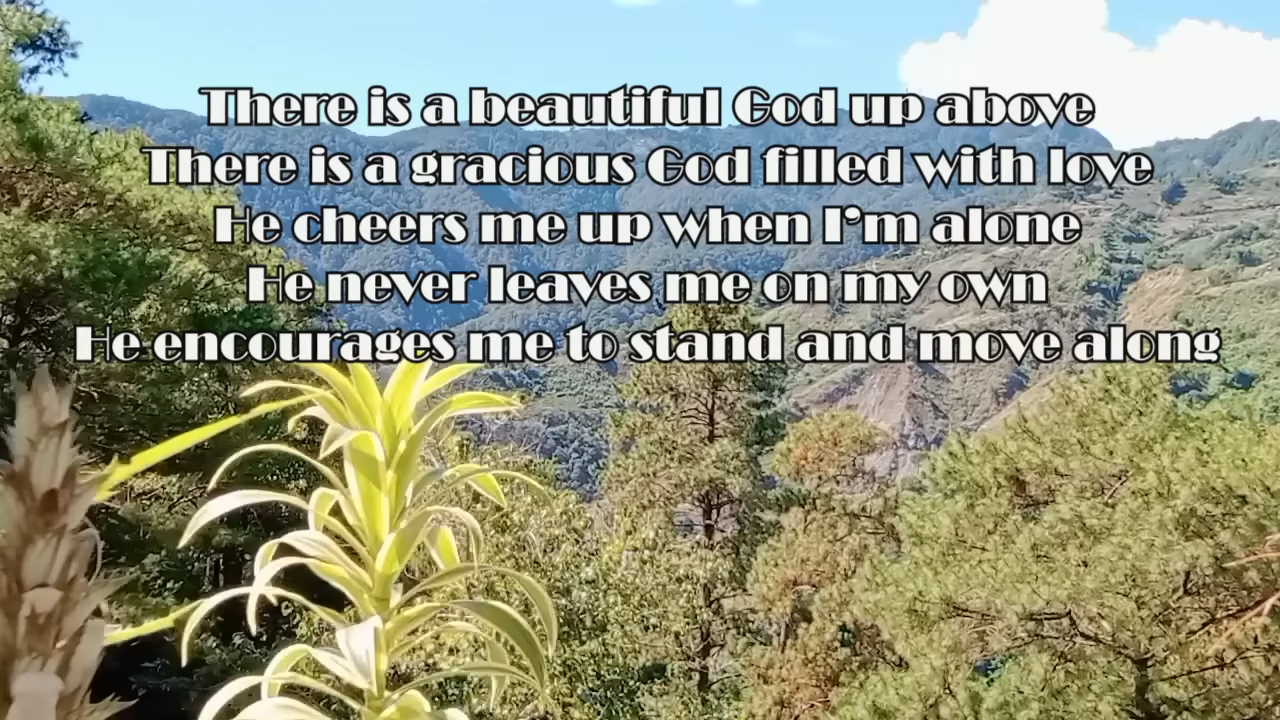 There is a beautiful God up above
There is a gracious God filled with love
He cheers me up when I'm alone
He never leaves me on my own
He encourages me to stand and move along